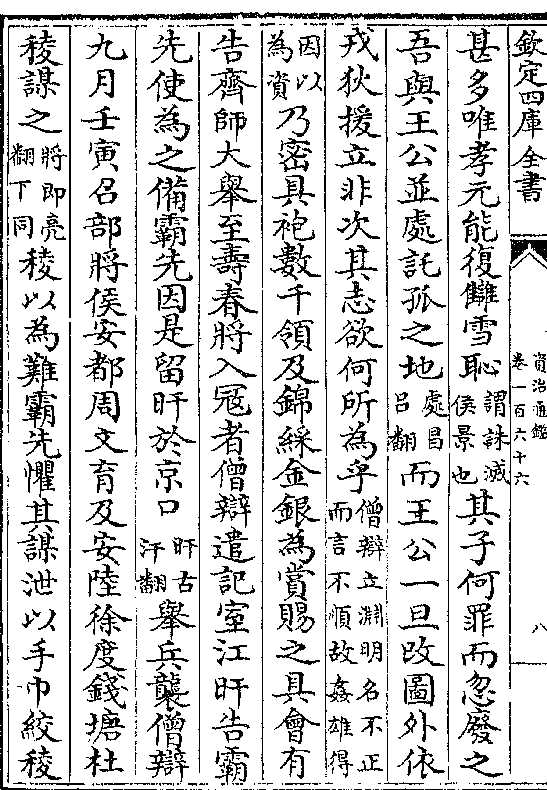 欽定四庫全書
資治通鑑
卷一百六十六
八
甚多唯孝元能復讎雪恥謂誅滅侯景也其子何罪而忽廢之
吾與王公並處託孤之地處昌吕翻而王公一旦改圖外依
戎狄援立非次其志欲何所為乎僧辯立淵明名不正而言不順故姦雄得
因以為資乃密具袍數千領及錦綵金銀為賞賜之具會有
告齊師大舉至壽春將入冦者僧辯遣記室江旰告霸
先使為之備霸先因是留旰於京口旰古汗翻舉兵襲僧辯
九月壬寅召部將侯安都周文育及安陸徐度錢塘杜
稜謀之將即亮翻下同稜以為難霸先懼其謀泄以手巾絞稜